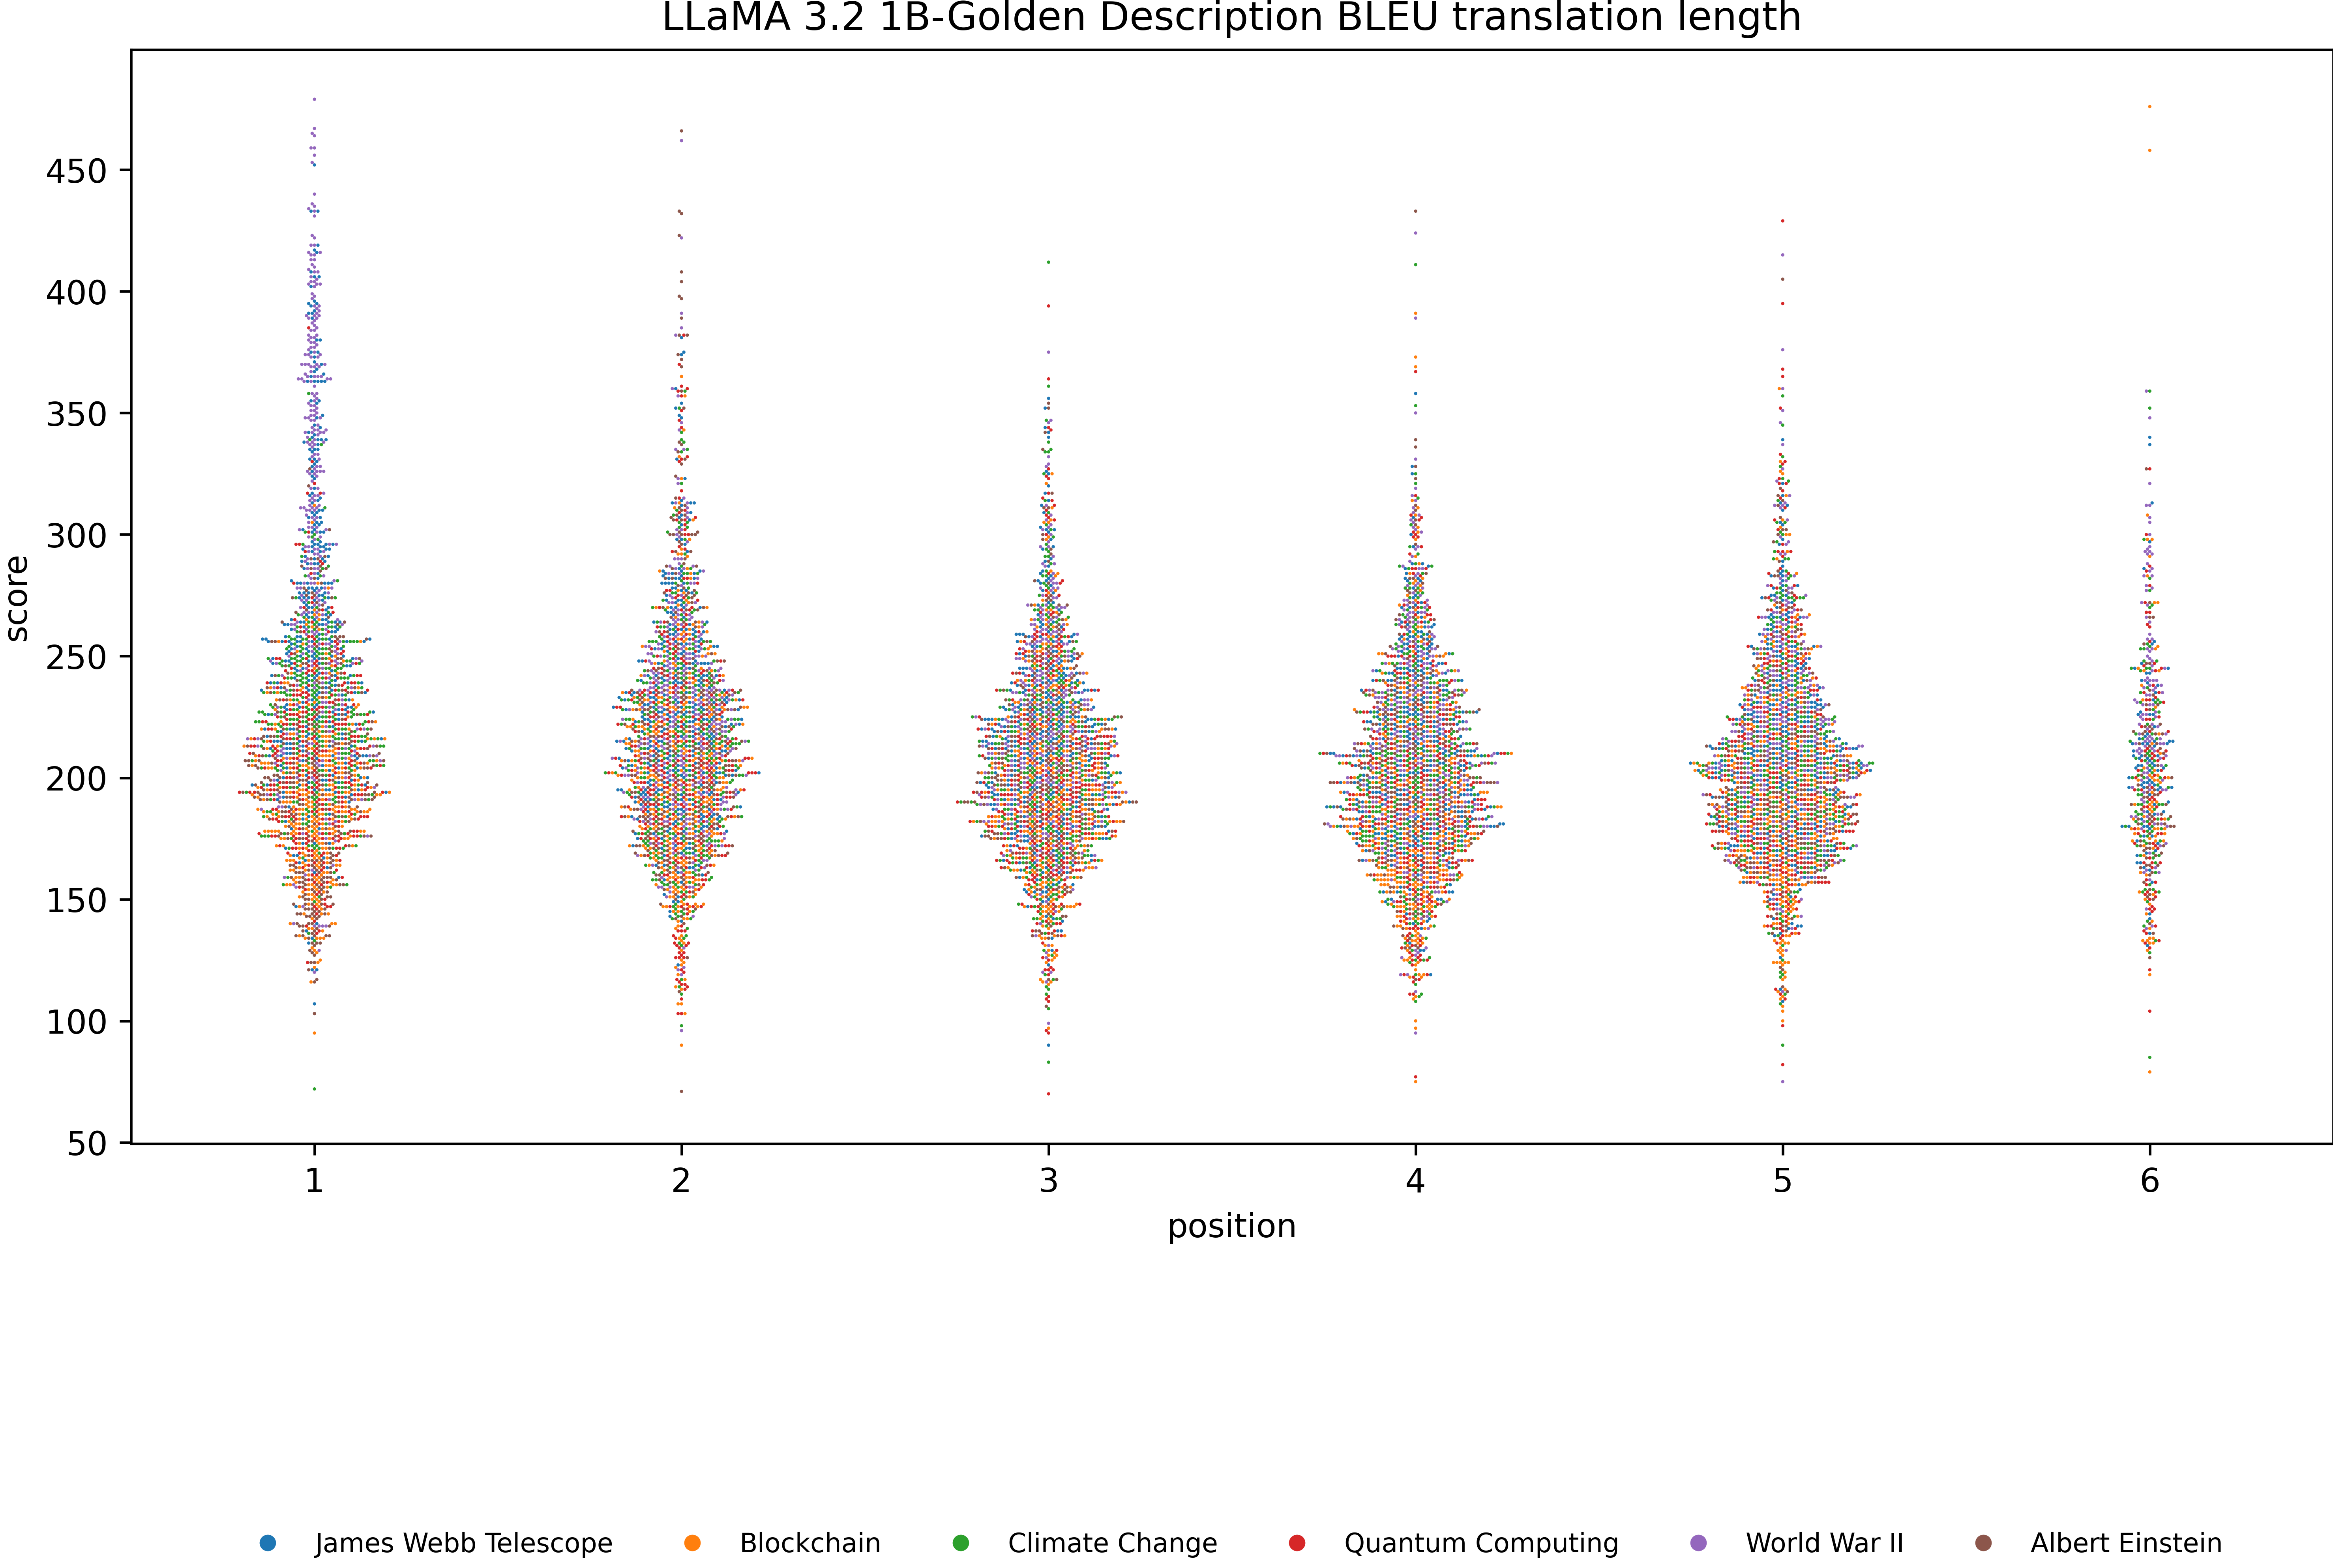 LLaMA 3.2 1B-Golden Description BLEU translation length
score
450
400
350
300
250
200
150
100
50
1 2 3 4 5 6
position
James Webb Telescope Blockchain Climate Change Quantum Computing World War II Albert Einstein